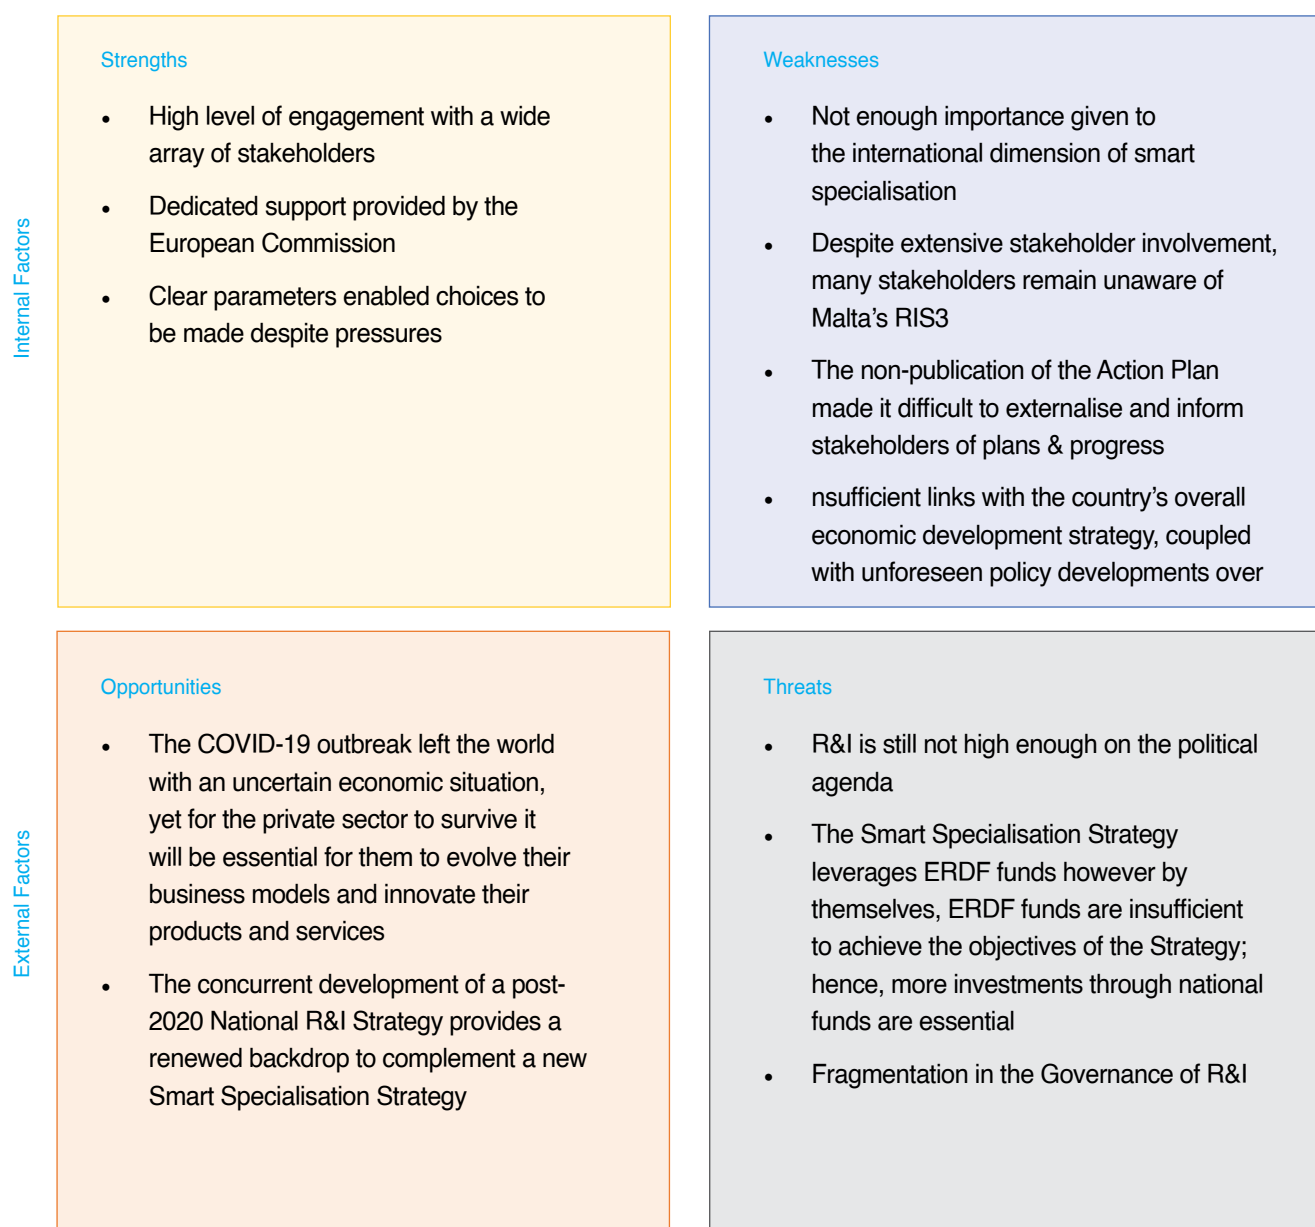 Internal Factors
Strengths
• High level of engagement with a wide
array of stakeholders
• Dedicated support provided by the
European Commission
• Clear parameters enabled choices to
be made despite pressures
Weaknesses
• Not enough importance given to
the international dimension of smart
specialisation
• Despite extensive stakeholder involvement,
many stakeholders remain unaware of
Malta’s RIS3
• The non-publication of the Action Plan
made it difficult to externalise and inform
stakeholders of plans & progress
• nsufficient links with the country’s overall
economic development strategy, coupled
with unforeseen policy developments over
External Factors
Opportunities
• The COVID-19 outbreak left the world
with an uncertain economic situation,
yet for the private sector to survive it
will be essential for them to evolve their
business models and innovate their
products and services
• The concurrent development of a post-
2020 National R&I Strategy provides a
renewed backdrop to complement a new
Smart Specialisation Strategy
Threats
• R&I is still not high enough on the political
agenda
• The Smart Specialisation Strategy
leverages ERDF funds however by
themselves, ERDF funds are insufficient
to achieve the objectives of the Strategy;
hence, more investments through national
funds are essential
• Fragmentation in the Governance of R&I